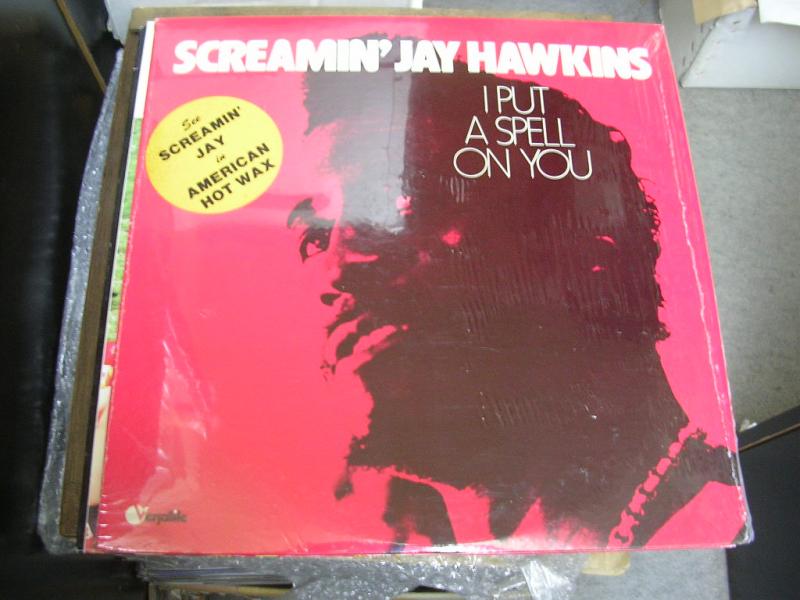 SCREAMIN' JAY HAWKINS
I PUT
A SPELL
ON YOU
See
SCREAMIN'
JAY
in
AMERICAN
HOT WAX